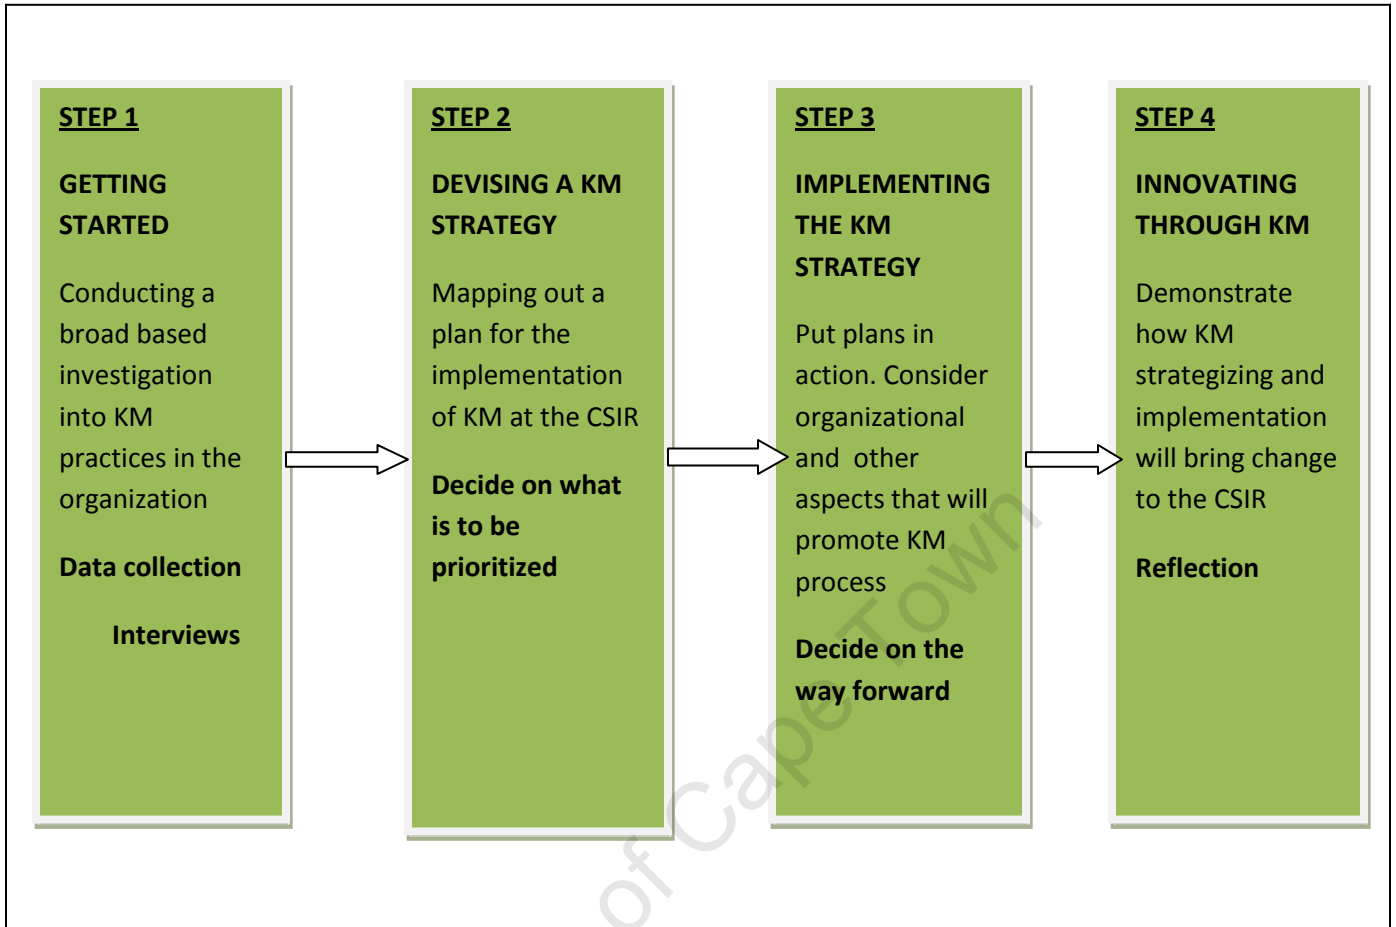 STEP 1
GETTING
STARTED
Conducting a
broad based
investigation
into KM
practices in the
organization
Data collection
Interviews
STEP 2
DEVISING A KM
STRATEGY
Mapping out a
plan for the
implementation
of KM at the CSIR
Decide on what
is to be
prioritized
STEP 3
IMPLEMENTING
THE KM
STRATEGY
Put plans in
action. Consider
organizational
and other
aspects that will
promote KM
process
Decide on the
way forward
STEP 4
INNOVATING
THROUGH KM
Demonstrate
how KM
strategizing and
implementation
will bring change
to the CSIR
Reflection
of Cape Town